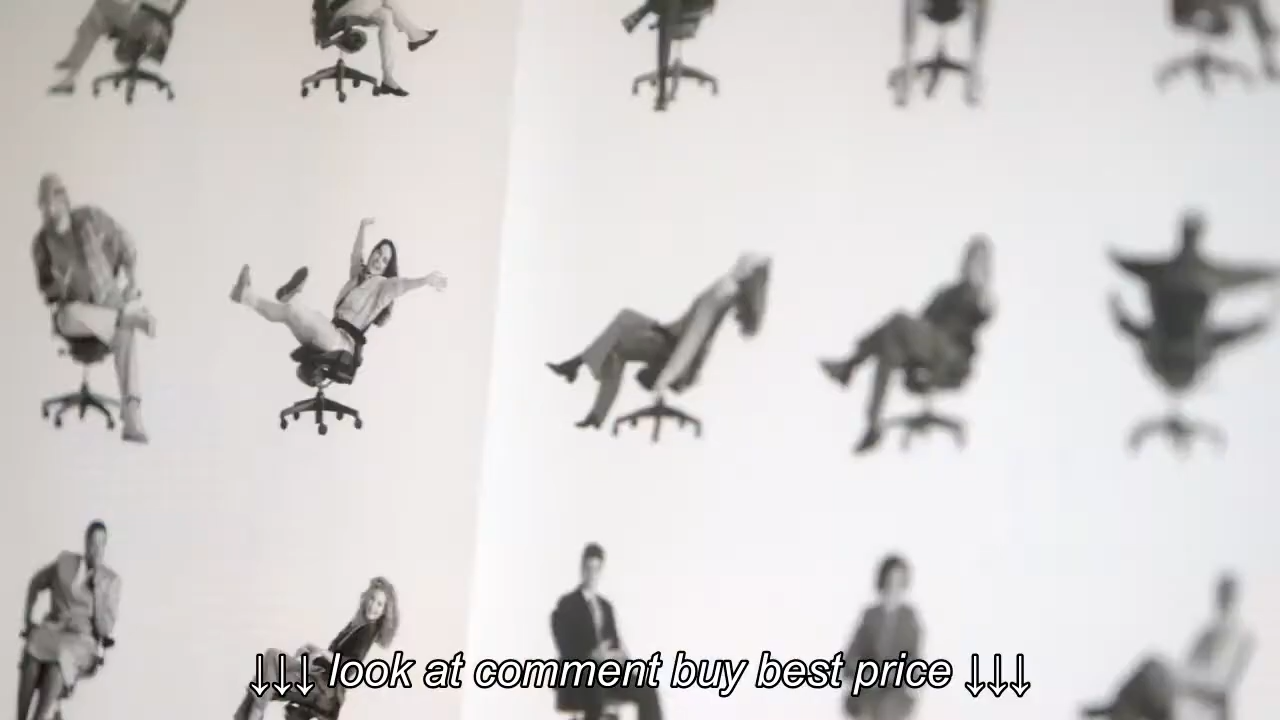 ↓↓↓ look at comment buy best price ↓↓↓